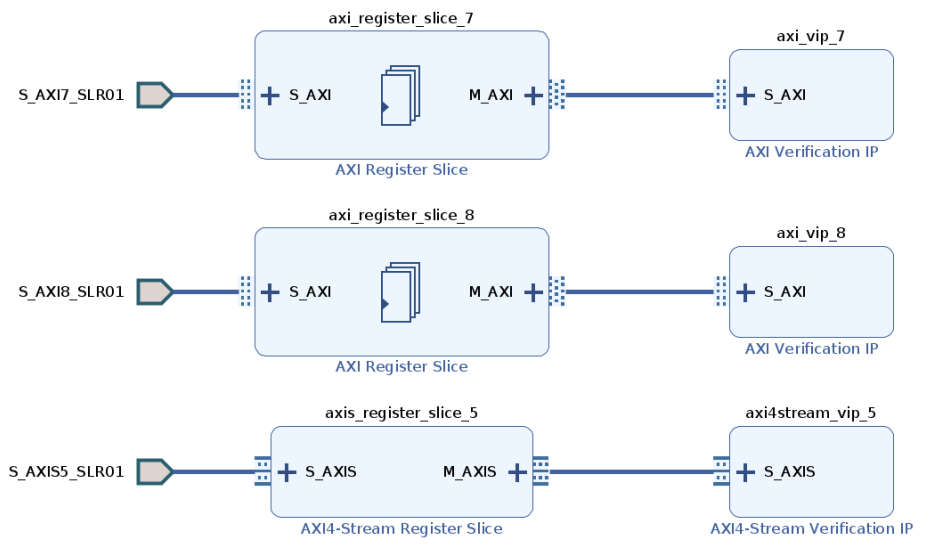 axi_register_slice_7
axi_vip_7
S_AXI7_SLR01
S_AXI
M_AXI
S_AXI
AXI Register Slice
AXI Verification IP
axi_register_slice_8
axi_vip_8
S_AXI8_SLR01
S_AXI
M_AXI
S_AXI
AXI Register Slice
AXI Verification IP
axis_register_slice_5
axi4stream_vip_5
S_AXIS5_SLR01
S_AXIS
M_AXIS
S_AXIS
AXI4-Stream Register Slice
AXI4-Stream Verification IP